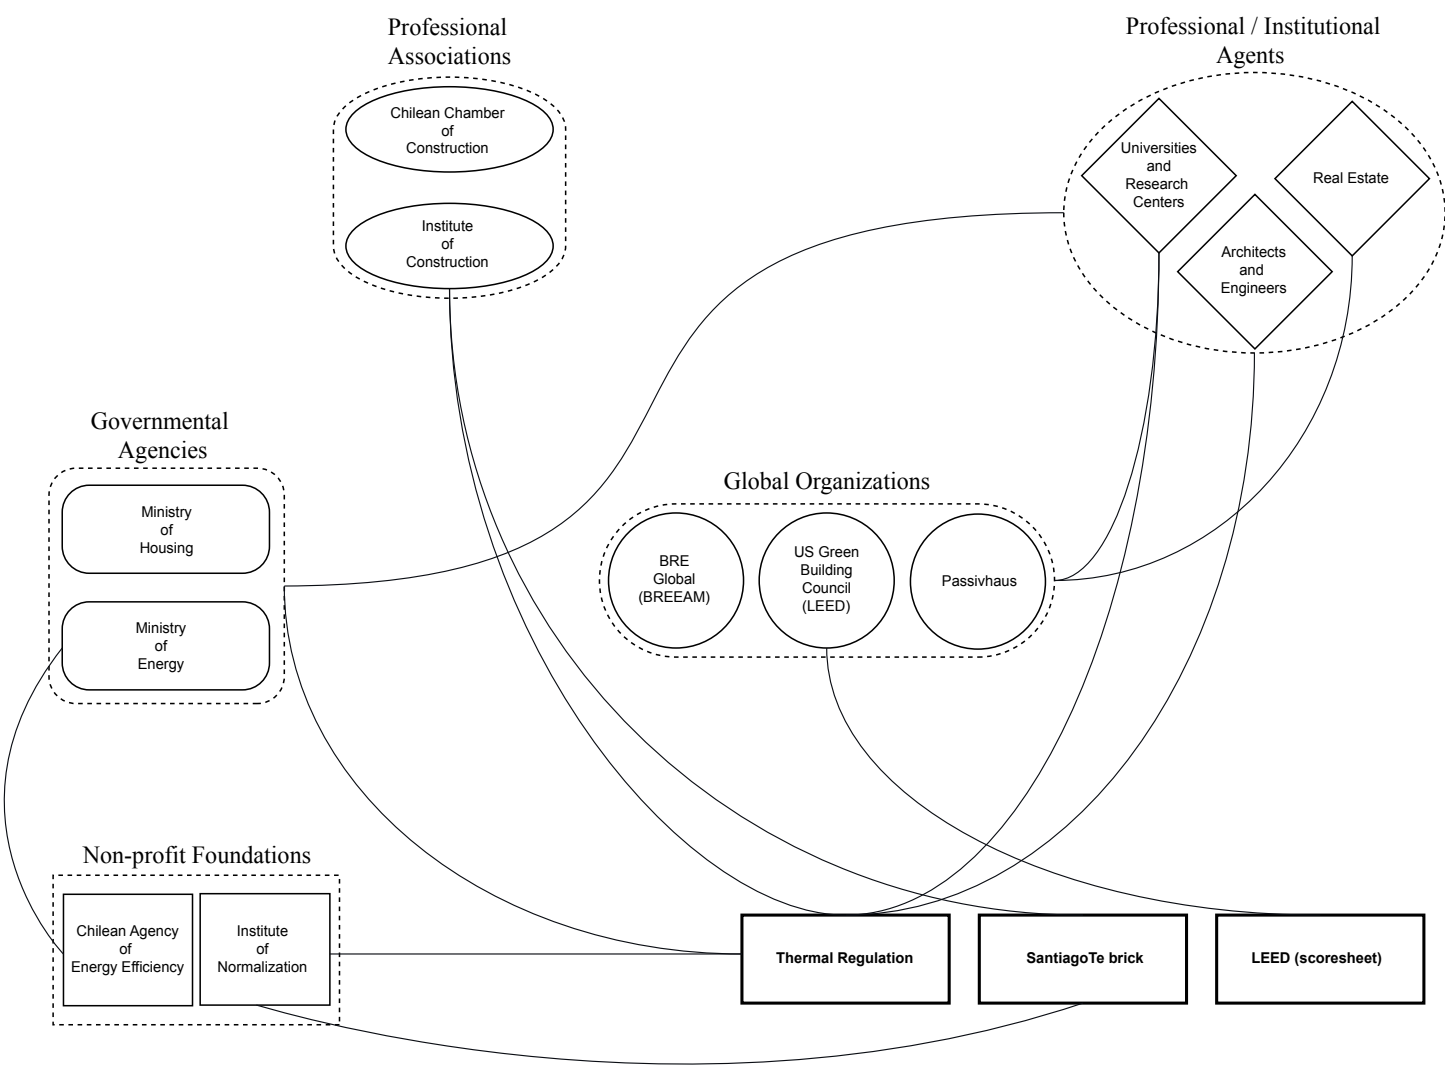 Professional
Associations
Chilean Chamber
of
Construction
Institute
of
Construction
Professional / Institutional
Agents
Universities
and
Research
Centers
Real Estate
Architects
and
Engineers
Governmental
Agencies
Ministry
of
Housing
Ministry
of
Energy
Global Organizations
BRE
Global
(BREEAM)
US Green
Building
Council
(LEED)
Passivhaus
Non-profit Foundations
Chilean Agency
of
Energy Efficiency
Institute
of
Normalization
Thermal Regulation
SantiagoTe brick
LEED (scoresheet)